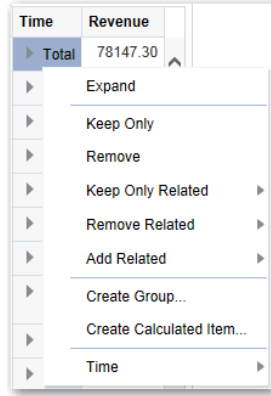 Time Revenue
Total 78147.30
Expand
Keep Only
Remove
Keep Only Related
Remove Related
Add Related
Create Group...
Create Calculated Item...
Time